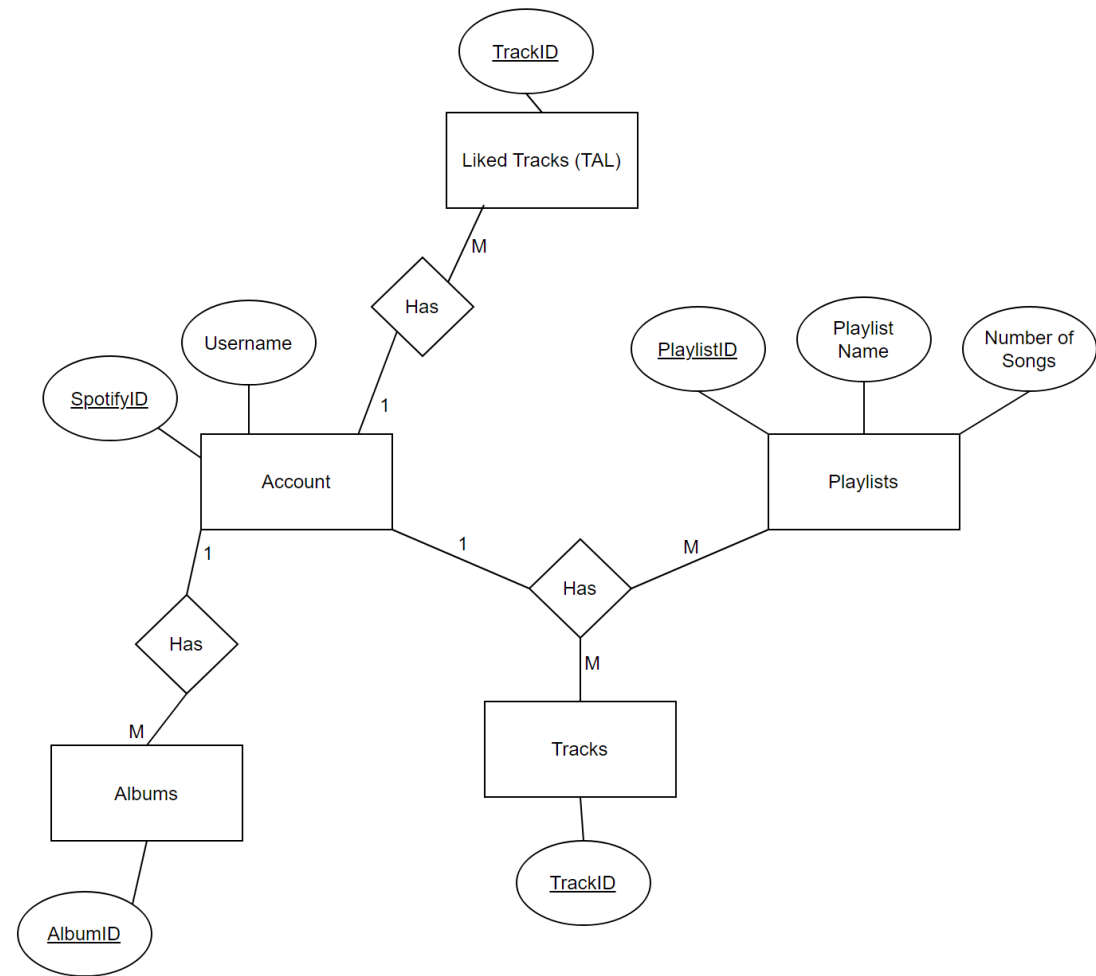 TrackID
Liked Tracks (TAL)
M
Has
Username
Playlist
Name
Number of
Songs
PlaylistID
SpotifyID
1
Account
Playlists
1
1
M
Has
Has
M
M
Tracks
Albums
TrackID
AlbumID